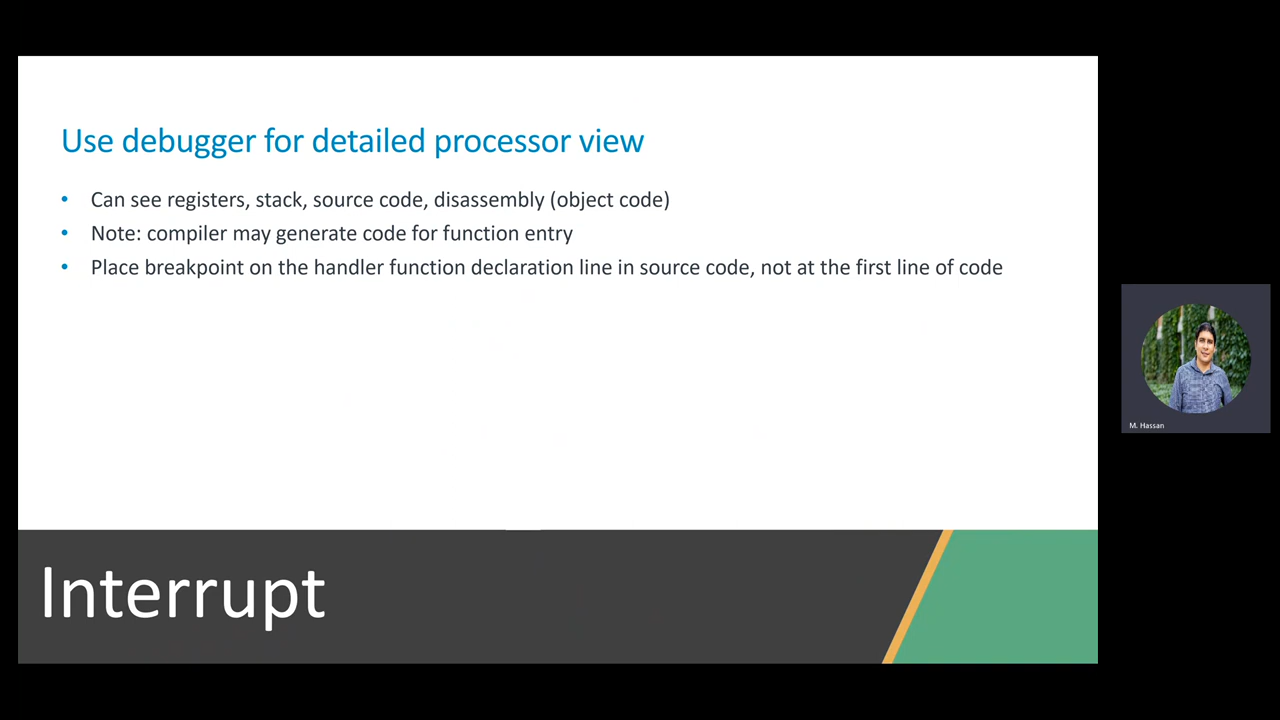 Use debugger for detailed processor view
• Can see registers, stack, source code, disassembly (object code)
• Note: compiler may generate code for function entry
• Place breakpoint on the handler function declaration line in source code, not at the first line of code
M. Hassan
Interrupt